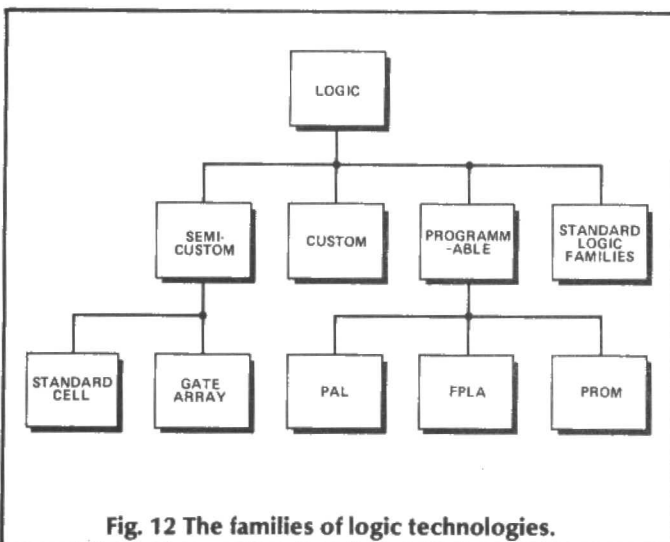 LOGIC
SEMI-
CUSTOM
CUSTOM
PROGRAMM
-ABLE
STANDARD
LOGIC
FAMILIES
STANDARD
CELL
GATE
ARRAY
PAL
FPLA
PROM
Fig. 12 The families of logic technologies.